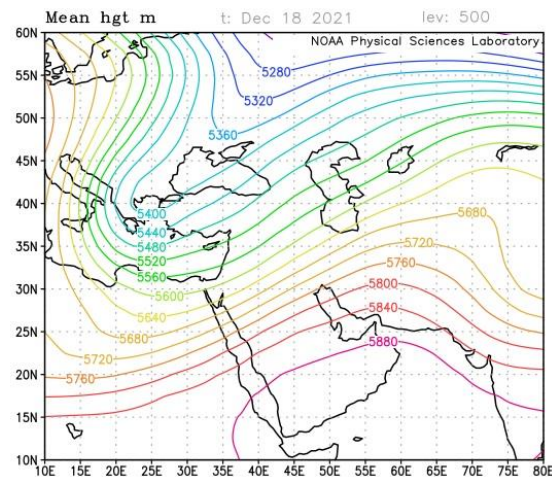 Mean hgt m t: Dec 18 2021 lev: 500
NOAA Physical Sciences Laboratory
60N
55N
50N
45N
40N
35N
30N
25N
20N
15N
10N
5280
5320
5360
5400
5440
5480
5520
5560
5600
5640
5680
5720
5760
5680
5720
5760
5800
5840
5880
10E 15E 20E 25E 30E 35E 40E 45E 50E 55E 60E 65E 70E 75E 80E